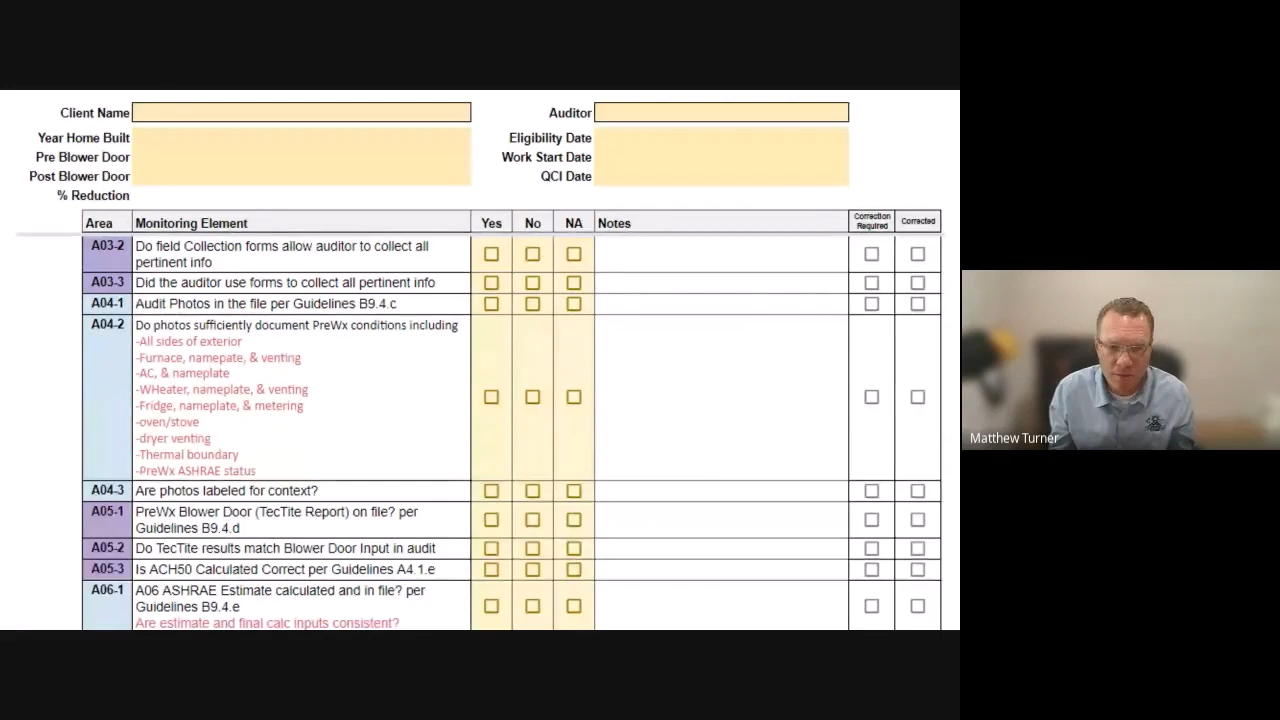 Client Name
Auditor
Year Home Built
Eligibility Date
Pre Blower Door
Work Start Date
Post Blower Door
QCI Date
% Reduction
Area Monitoring Element Yes No NA Notes Correction Required Corrected
A03-2 Do field Collection forms allow auditor to collect all
pertinent info
A03-3 Did the auditor use forms to collect all pertinent info
A04-1 Audit Photos in the file per Guidelines B9.4.c
A04-2 Do photos sufficiently document PreWx conditions including
-All sides of exterior
-Furnace, namepate, & venting
-AC, & nameplate
-WHeater, nameplate, & venting
-Fridge, nameplate, & metering
-oven/stove
-dryer venting
-Thermal boundary
-PreWx ASHRAE status
A04-3 Are photos labeled for context?
A05-1 PreWx Blower Door (TecTite Report) on file? per
Guidelines B9.4.d
A05-2 Do TecTite results match Blower Door Input in audit
A05-3 Is ACH50 Calculated Correct per Guidelines A4.1.e
A06-1 A06 ASHRAE Estimate calculated and in file? per
Guidelines B9.4.e
Are estimate and final calc inputs consistent?
Matthew Turner